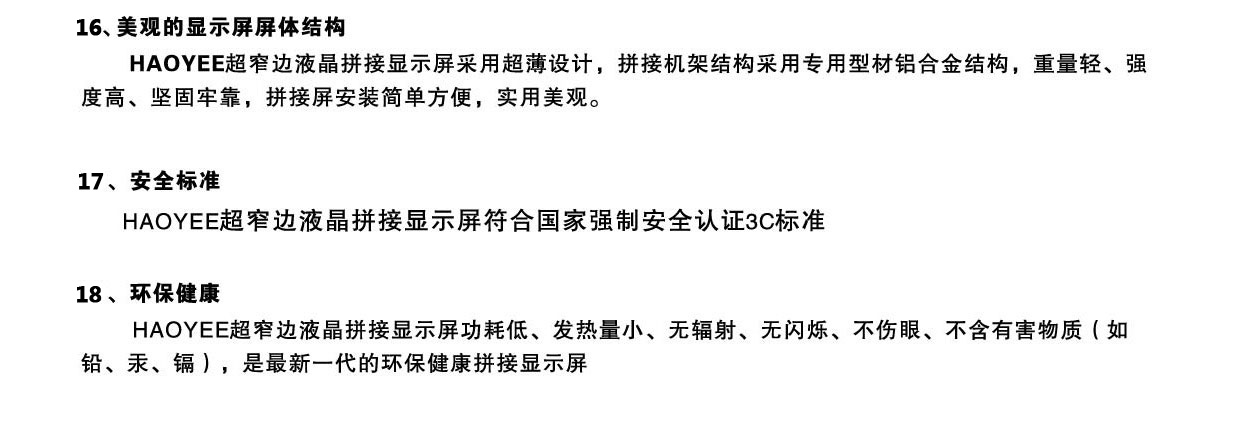 16、美观的显示屏屏体结构
HAOYEE超窄边液晶拼接显示屏采用超薄设计，拼接机架结构采用专用型材铝合金结构，重量轻、强
度高、坚固牢靠，拼接屏安装简单方便，实用美观。
17、安全标准
HAOYEE超窄边液晶拼接显示屏符合国家强制安全认证3C标准
18、环保健康
HAOYEE超窄边液晶拼接显示屏功耗低、发热量小、无辐射、无闪烁、不伤眼、不含有害物质（如
铅、汞、镉），是最新一代的环保健康拼接显示屏